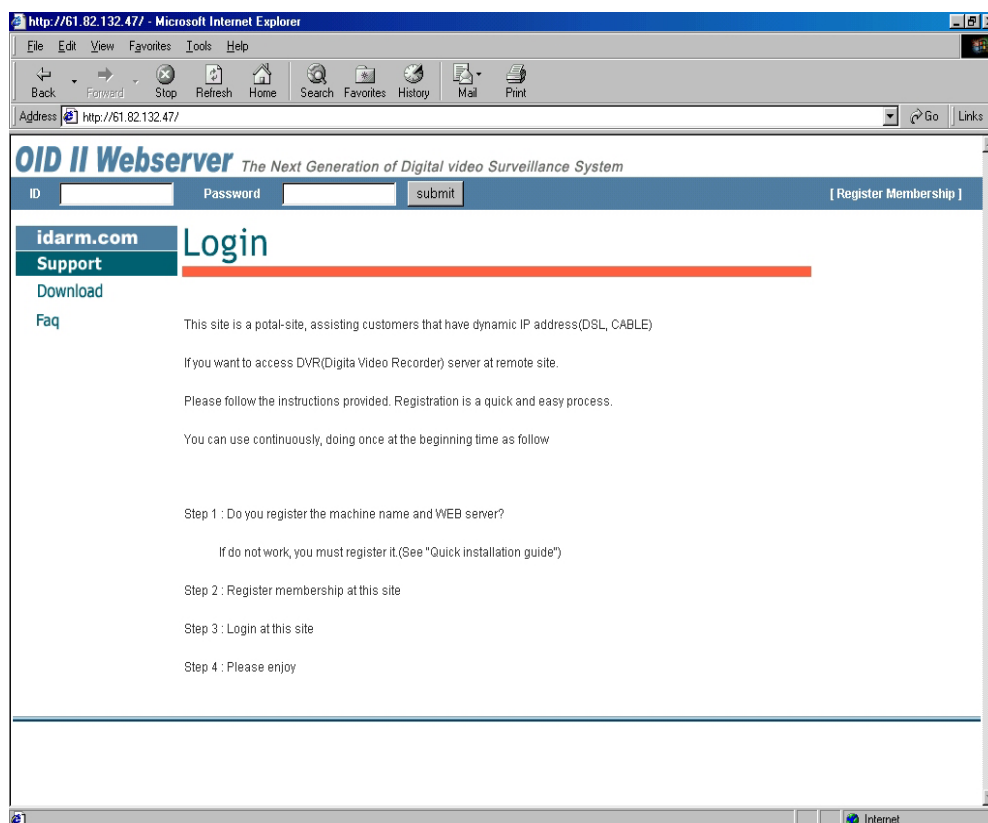 http://61.82.132.47/ - Microsoft Internet Explorer
File Edit View Favorites Tools Help
Back Forward Stop Refresh Home Search Favorites History Mail Print
Address http://61.82.132.47/ Go Links
OID II Webserver The Next Generation of Digital video Surveillance System
ID Password submit [ Register Membership ]
idarm.com
Login
Support
Download
Faq
This site is a potal-site, assisting customers that have dynamic IP address(DSL, CABLE)
If you want to access DVR(Digita Video Recorder) server at remote site.
Please follow the instructions provided. Registration is a quick and easy process.
You can use continuously, doing once at the beginning time as follow
Step 1 : Do you register the machine name and WEB server?
If do not work, you must register it.(See "Quick installation guide")
Step 2 : Register membership at this site
Step 3 : Login at this site
Step 4 : Please enjoy
Internet